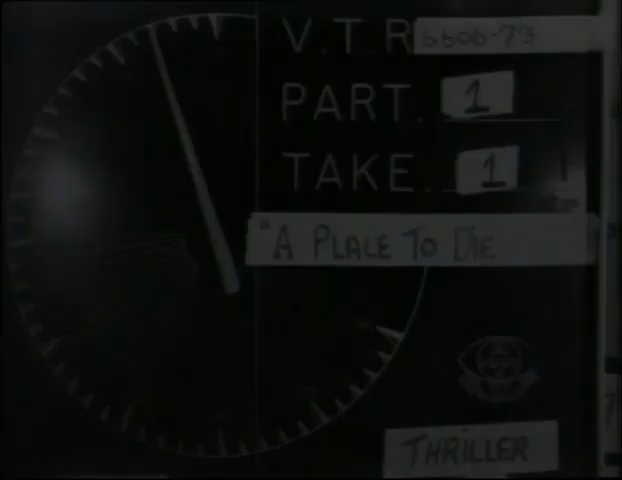 V.T.R 6606-73
PART. 1
TAKE. 1
"A PLACE TO DIE
THRILLER